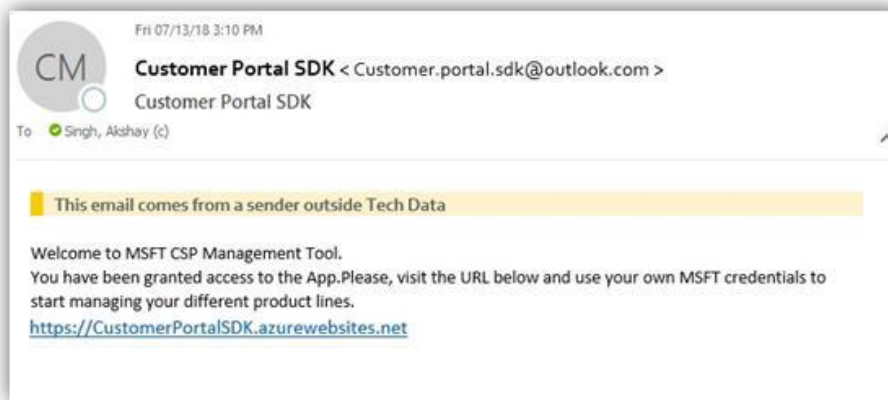 Fri 07/13/18 3:10 PM
CM
Customer Portal SDK < Customer.portal.sdk@outlook.com >
Customer Portal SDK
To Singh, Akshay (c)
This email comes from a sender outside Tech Data
Welcome to MSFT CSP Management Tool.
You have been granted access to the App.Please, visit the URL below and use your own MSFT credentials to
start managing your different product lines.
https://CustomerPortalSDK.azurewebsites.net